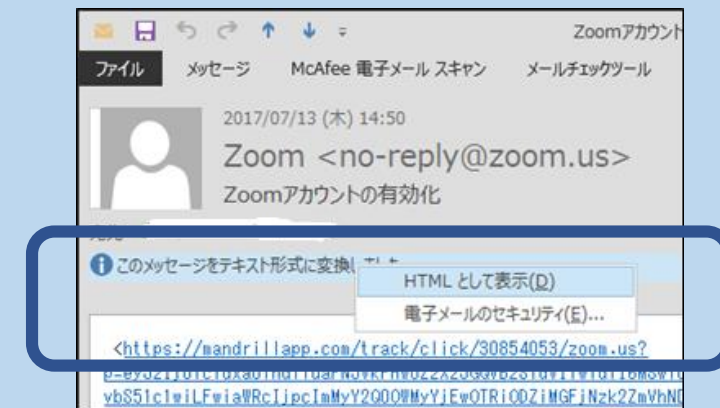 Zoomアカウント
ファイル メッセージ McAfee 電子メール スキャン メールチェックツール
2017/07/13 (木) 14:50
Zoom <no-reply@zoom.us>
Zoomアカウントの有効化
このメッセージをテキスト形式に変換しました
HTML として表示(D)
電子メールのセキュリティ(E)...
<https://mandrillapp.com/track/click/30854053/zoom.us?